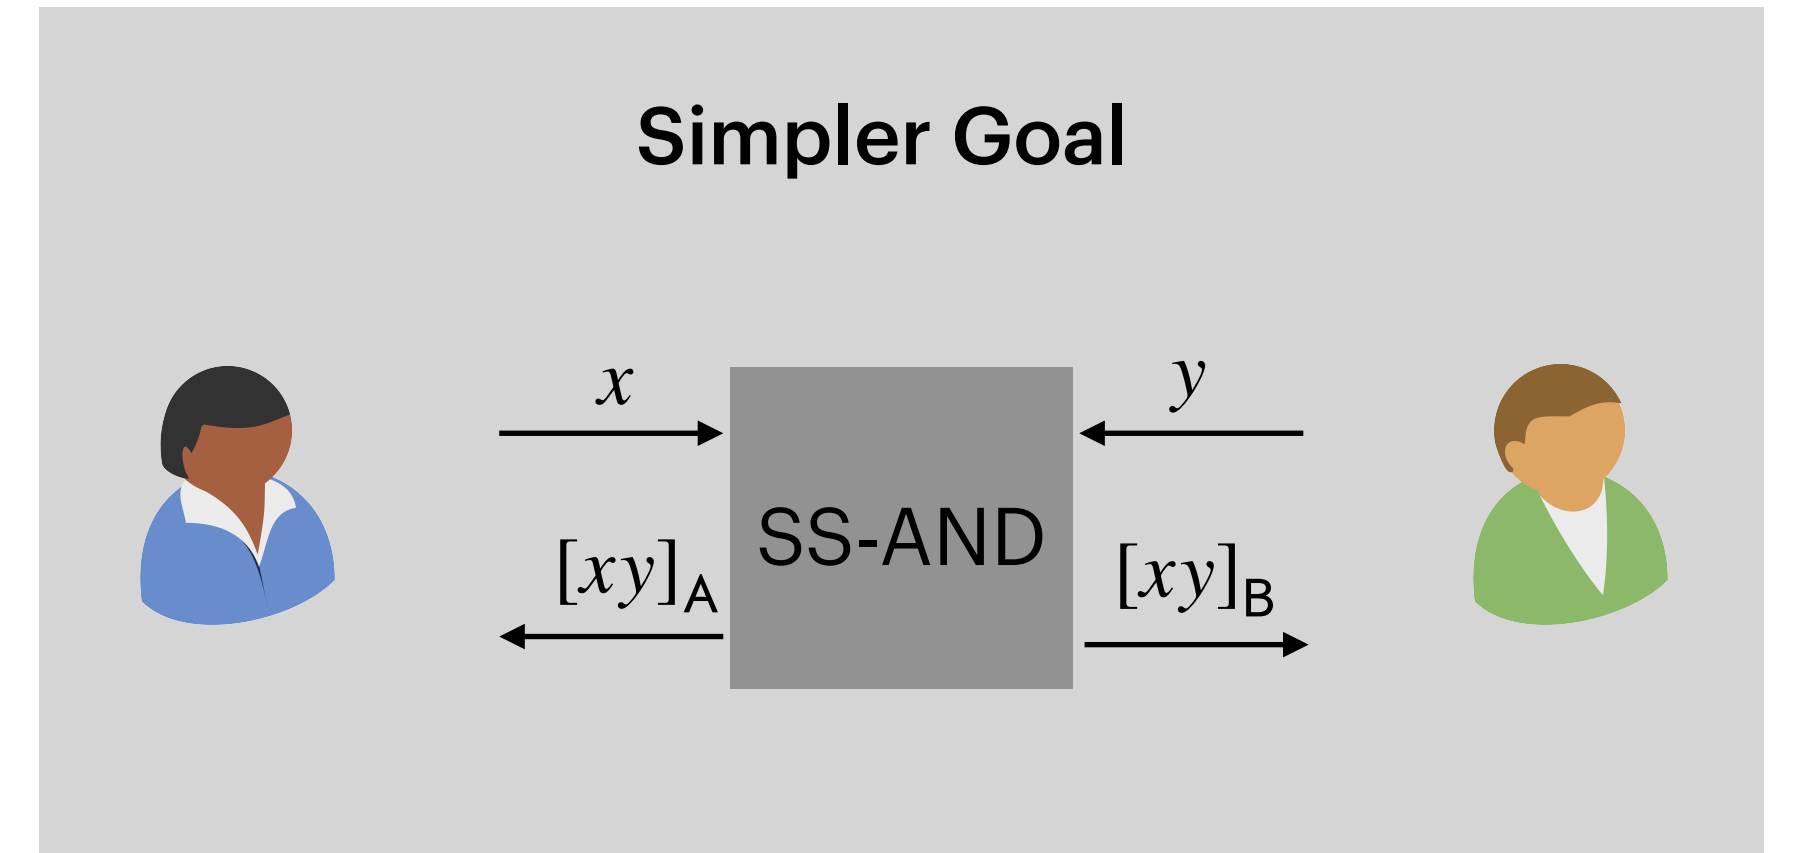 Simpler Goal
x
y
SS-AND
[xy]A
[xy]B